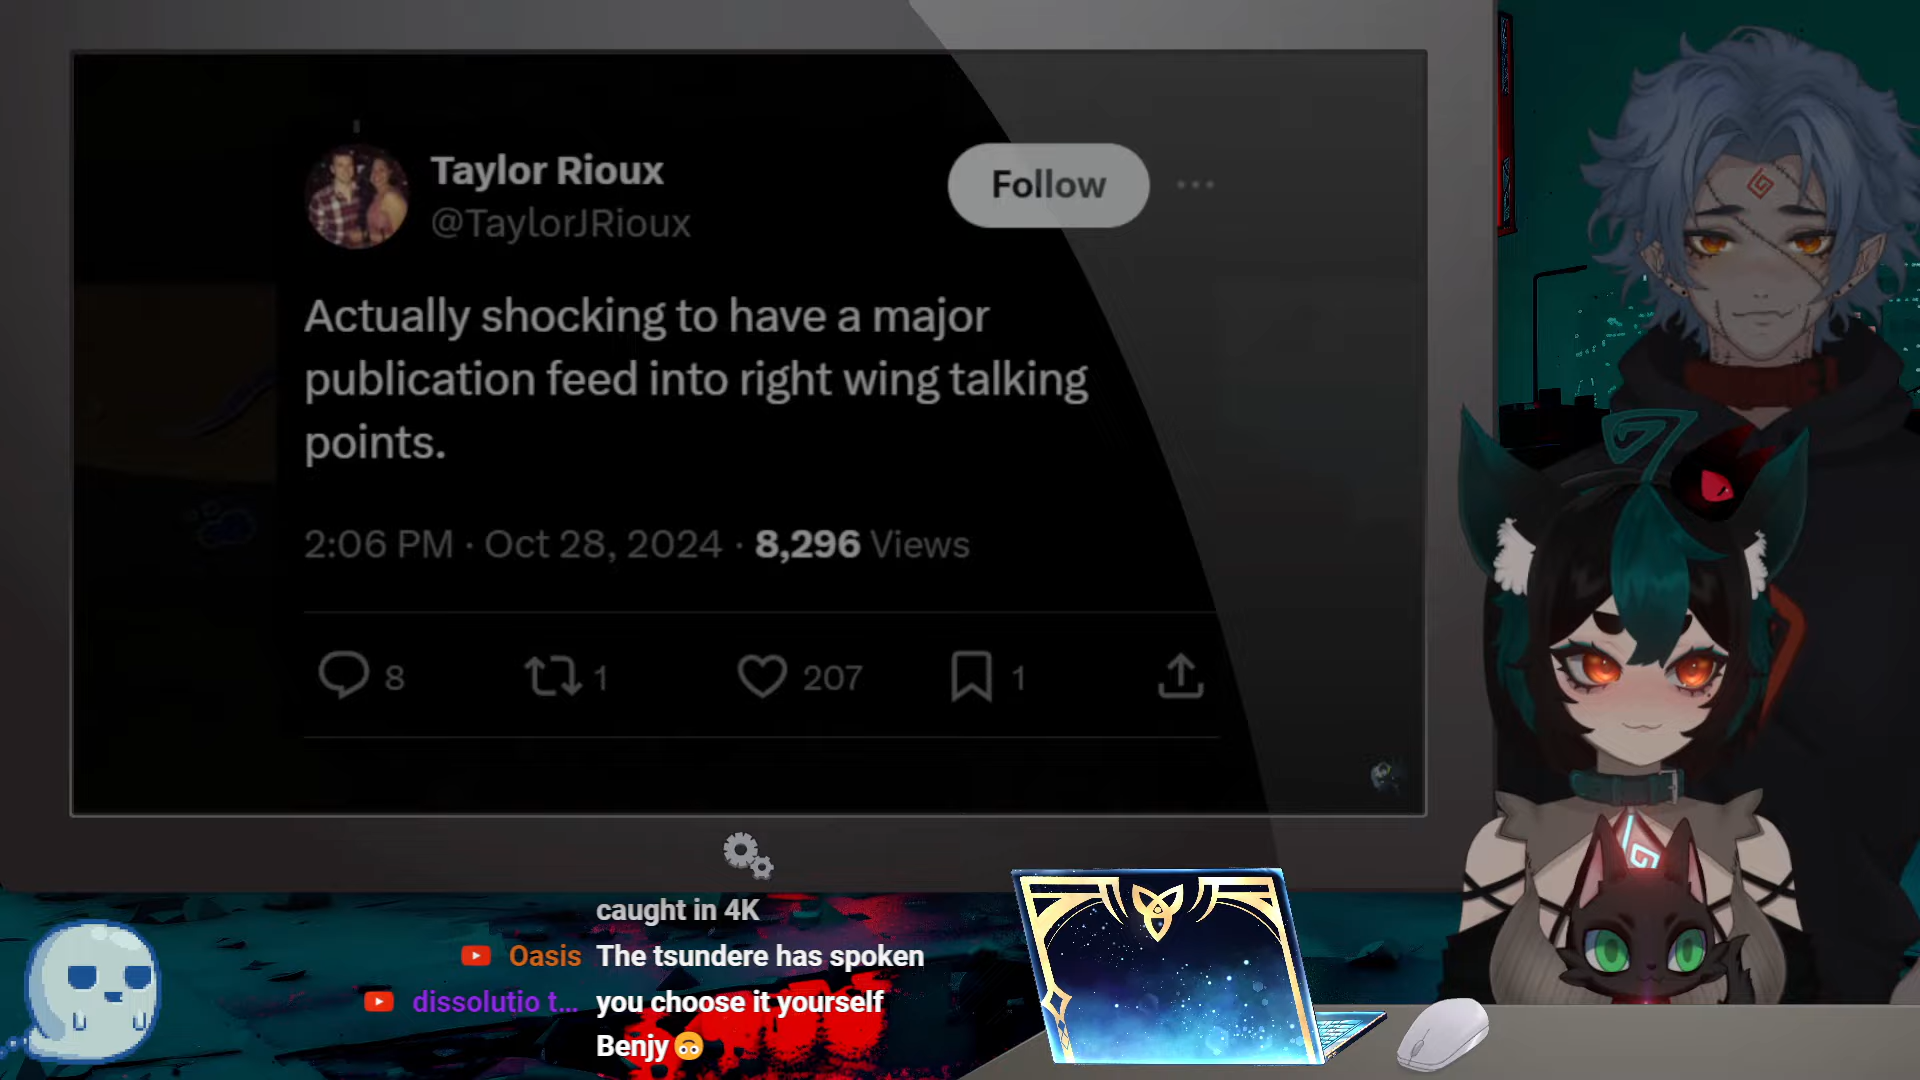 Taylor Rioux
@TaylorJRioux
Follow
Actually shocking to have a major
publication feed into right wing talking
points.
2:06 PM · Oct 28, 2024 · 8,296 Views
8 1 207 1
caught in 4K
Oasis The tsundere has spoken
dissolutio t... you choose it yourself
Benjy🙃